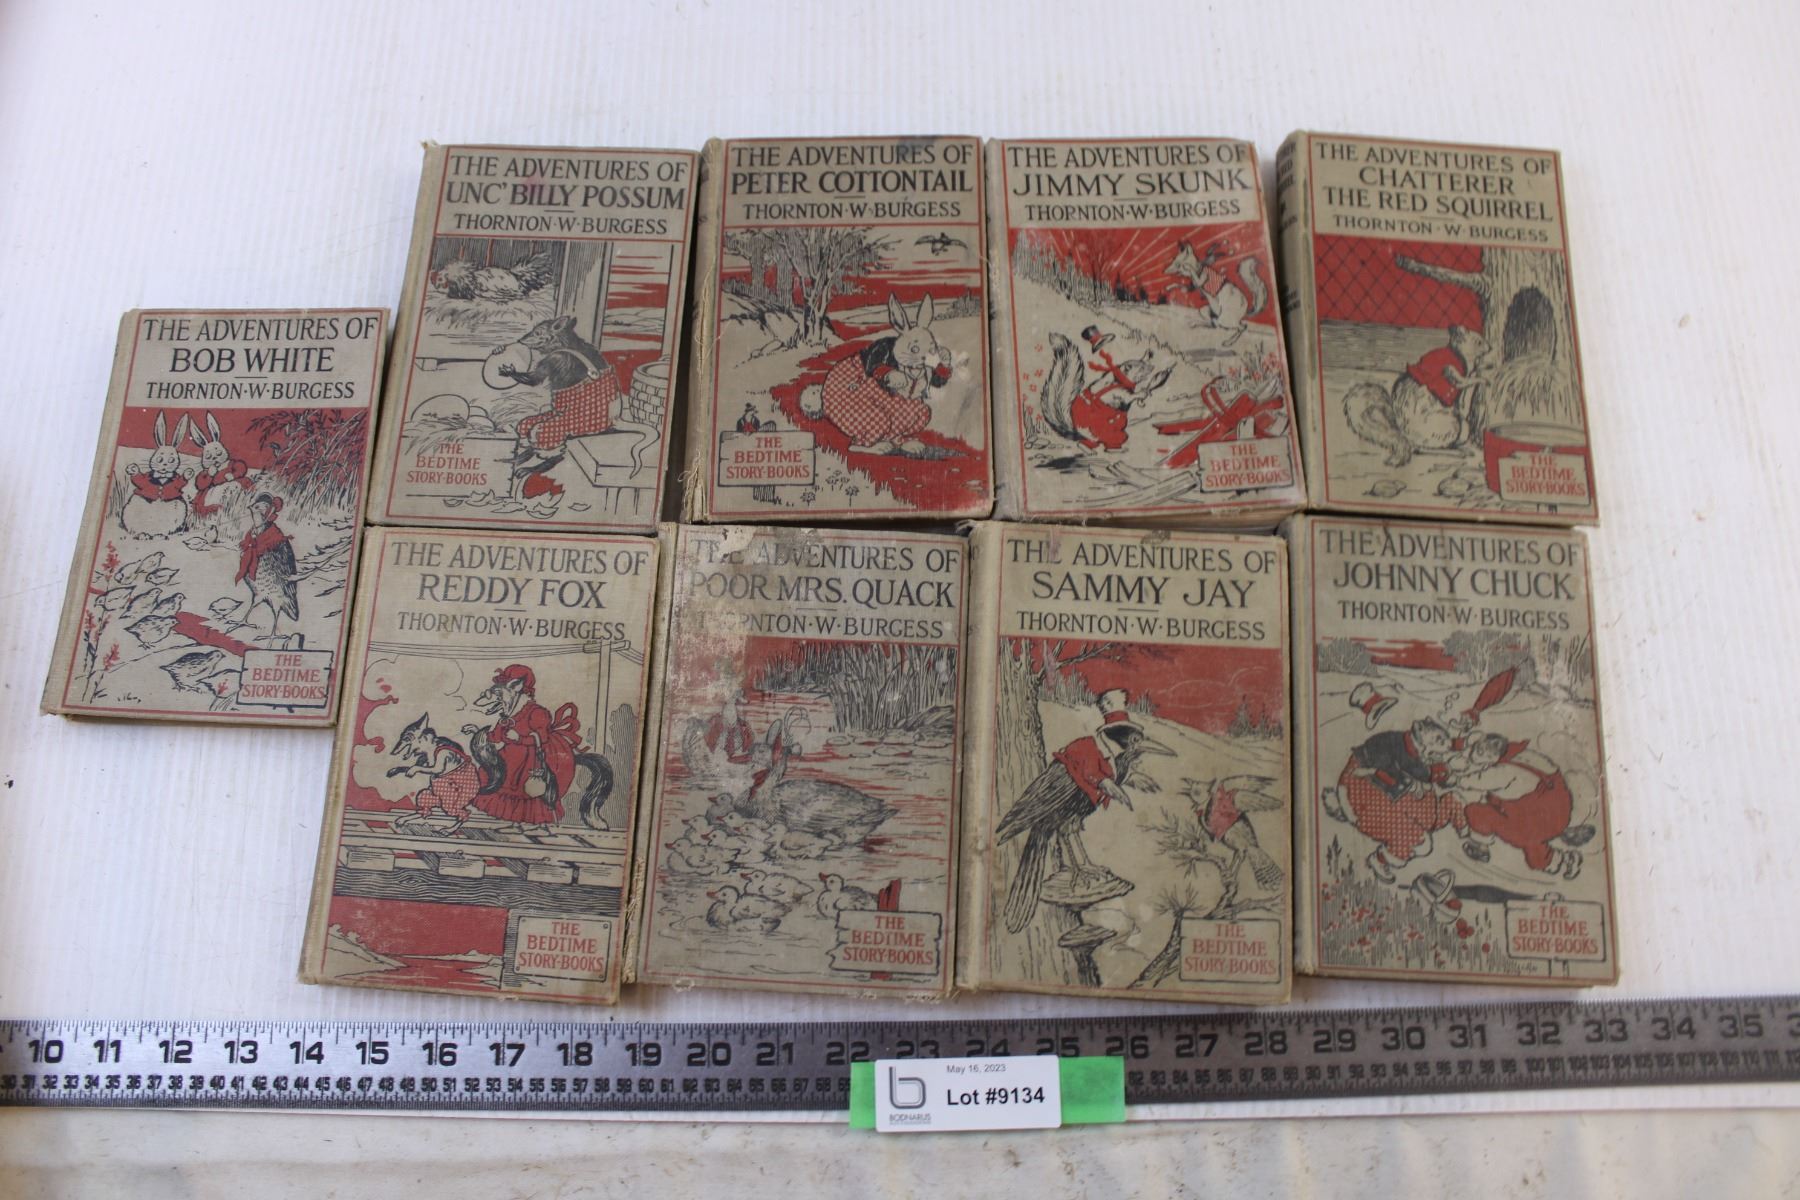 THE ADVENTURES OF
BOB WHITE
THORNTON·W·BURGESS
THE
BEDTIME
STORY·BOOKS
THE ADVENTURES OF
UNC' BILLY POSSUM
THORNTON·W·BURGESS
THE
BEDTIME
STORY·BOOKS
THE ADVENTURES OF
PETER COTTONTAIL
THORNTON·W·BURGESS
THE
BEDTIME
STORY·BOOKS
THE ADVENTURES OF
JIMMY SKUNK
THORNTON·W·BURGESS
THE
BEDTIME
STORY·BOOKS
THE ADVENTURES OF
CHATTERER
THE RED SQUIRREL
THORNTON·W·BURGESS
THE
BEDTIME
STORY·BOOKS
THE ADVENTURES OF
REDDY FOX
THORNTON·W·BURGESS
THE
BEDTIME
STORY·BOOKS
THE ADVENTURES OF
POOR MRS. QUACK
THORNTON·W·BURGESS
THE
BEDTIME
STORY·BOOKS
THE ADVENTURES OF
SAMMY JAY
THORNTON·W·BURGESS
THE
BEDTIME
STORY·BOOKS
THE ADVENTURES OF
JOHNNY CHUCK
THORNTON·W·BURGESS
THE
BEDTIME
STORY·BOOKS
10 11 12 13 14 15 16 17 18 19 20 21 22 23 24 25 26 27 28 29 30 31 32 33 34 35
May 16, 2023
Lot #9134
BODNARUS